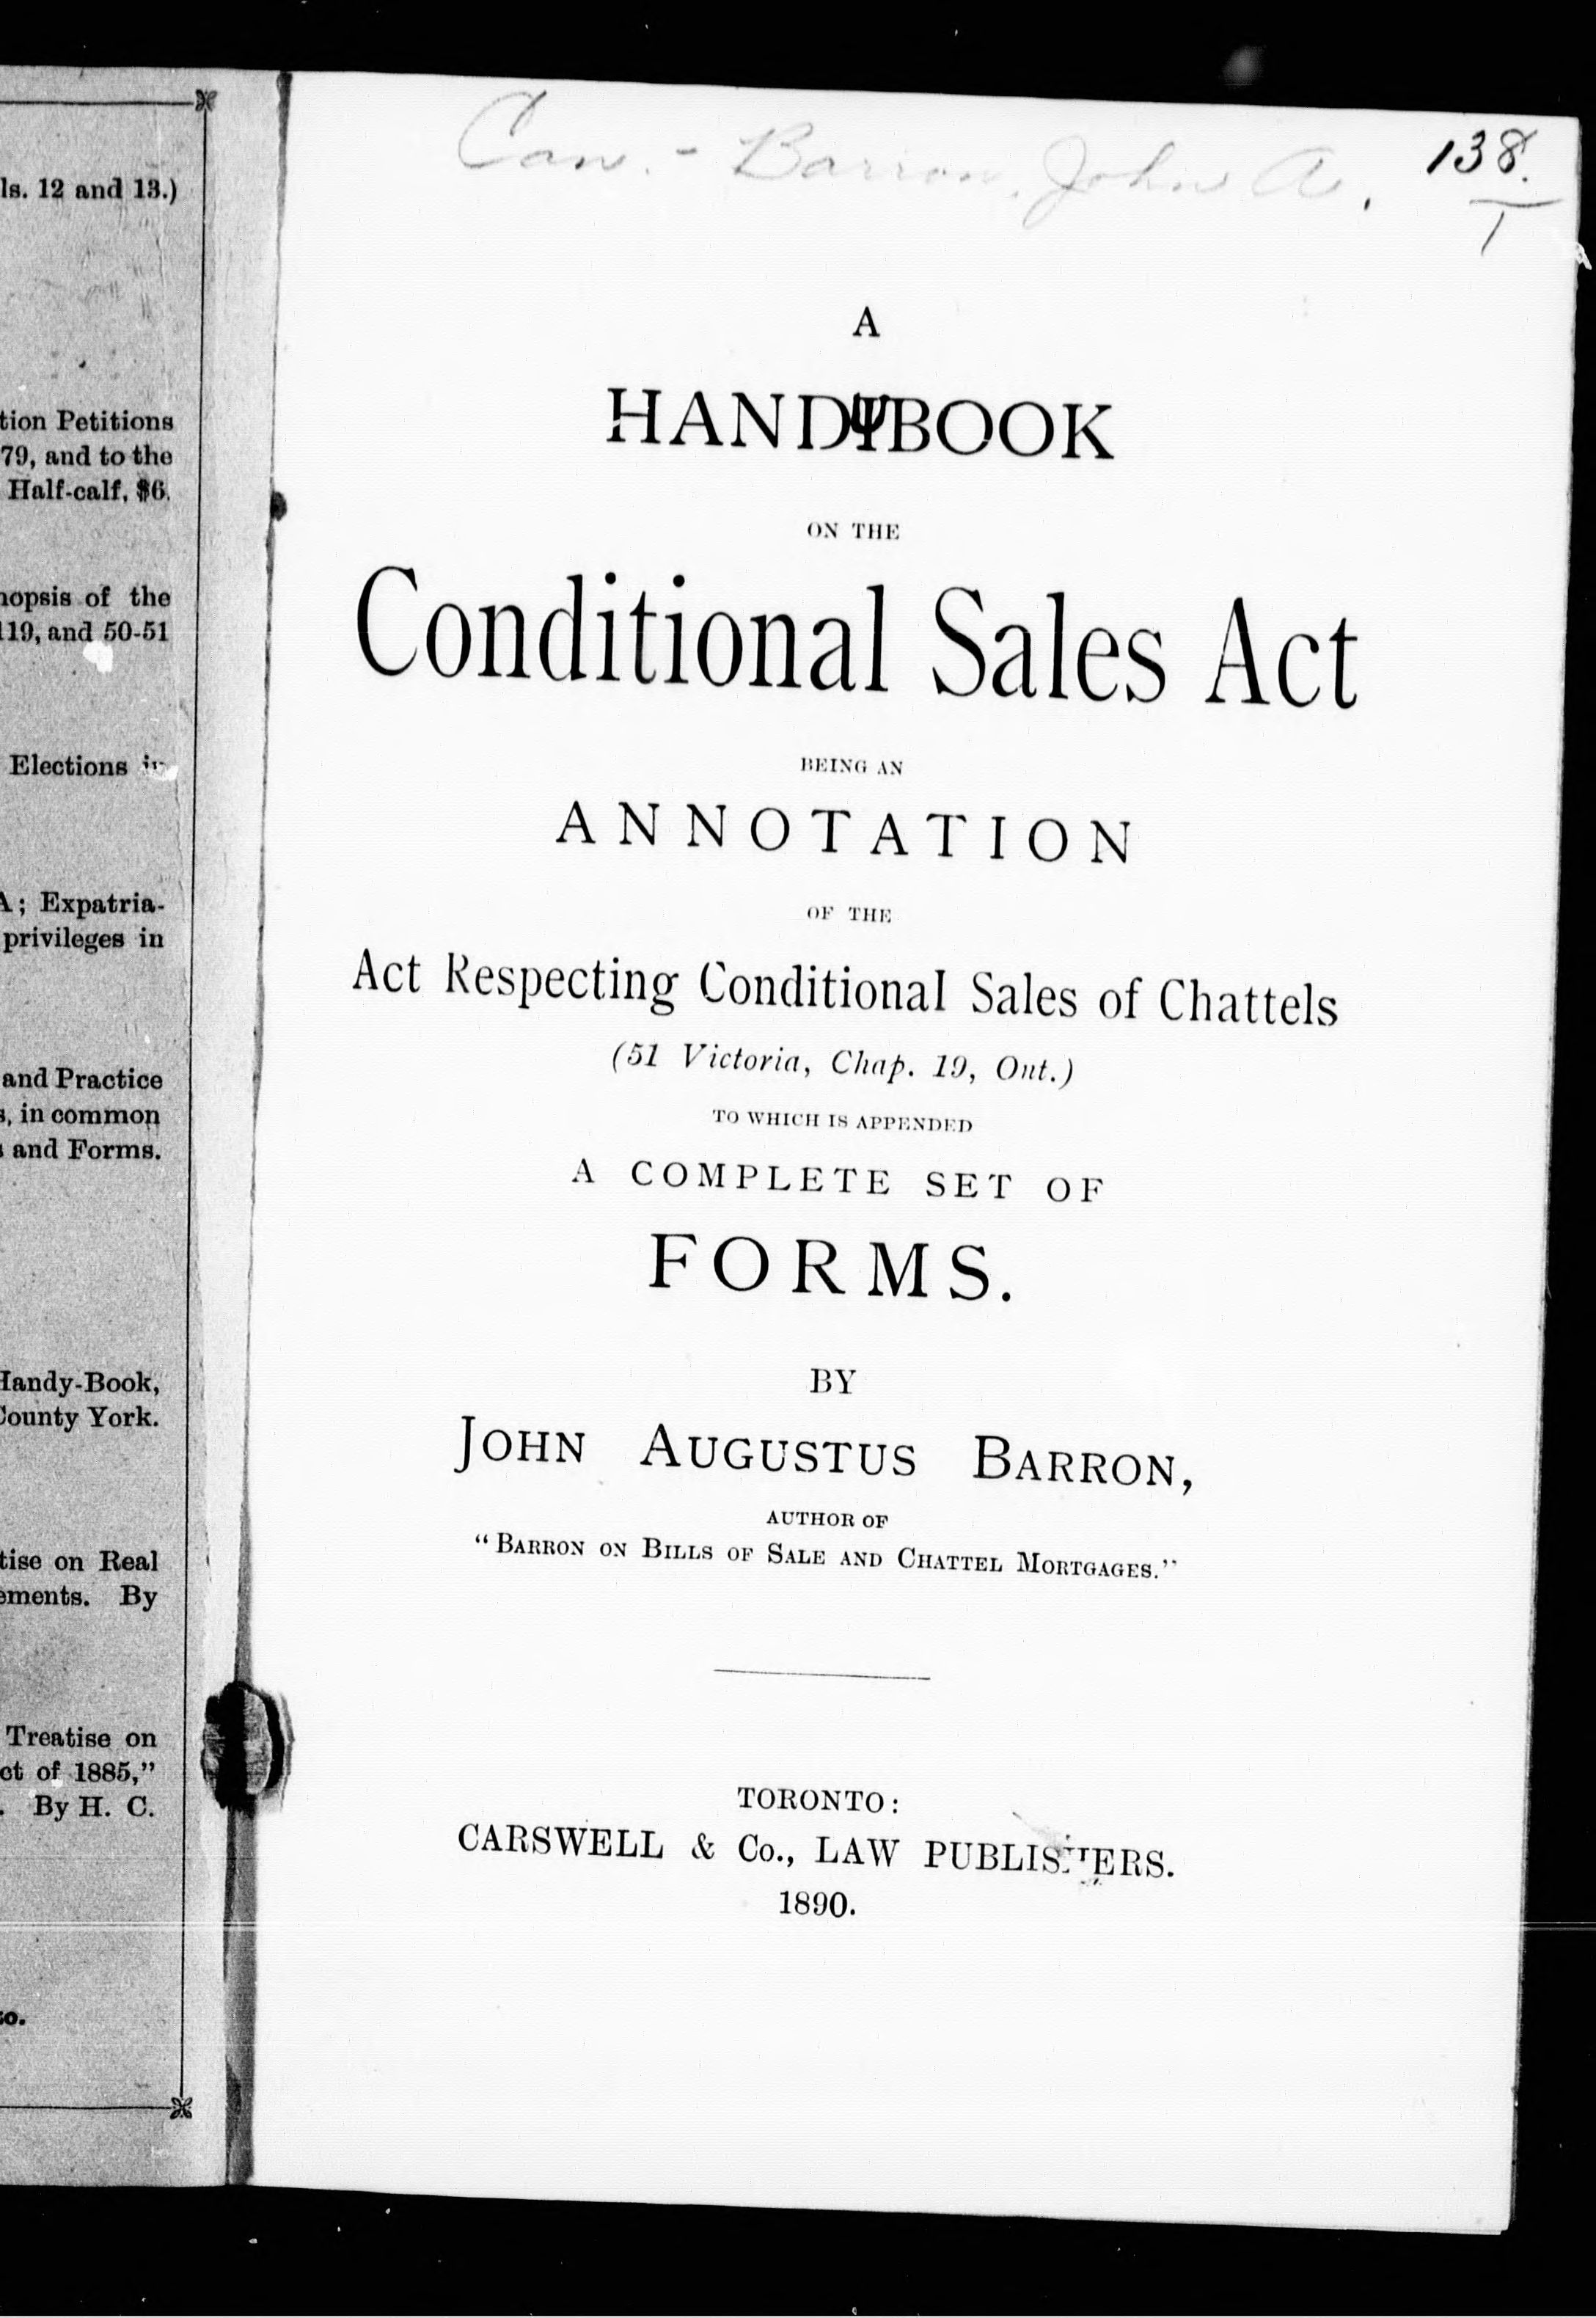 ls. 12 and 13.)
tion Petitions
79, and to the
Half-calf, $6.
nopsis of the
119, and 50-51
Elections in
A; Expatria-
privileges in
and Practice
s, in common
and Forms.
Handy-Book,
County York.
tise on Real
ements. By
Treatise on
ct of 1885,"
. By H. C.
to.
Can. - Barron, John A.
138.
1
A
HANDYBOOK
ON THE
Conditional Sales Act
BEING AN
ANNOTATION
OF THE
Act Respecting Conditional Sales of Chattels
(51 Victoria, Chap. 19, Ont.)
TO WHICH IS APPENDED
A COMPLETE SET OF
FORMS.
BY
JOHN AUGUSTUS BARRON,
AUTHOR OF
"BARRON ON BILLS OF SALE AND CHATTEL MORTGAGES."
TORONTO:
CARSWELL & Co., LAW PUBLISHERS.
1890.